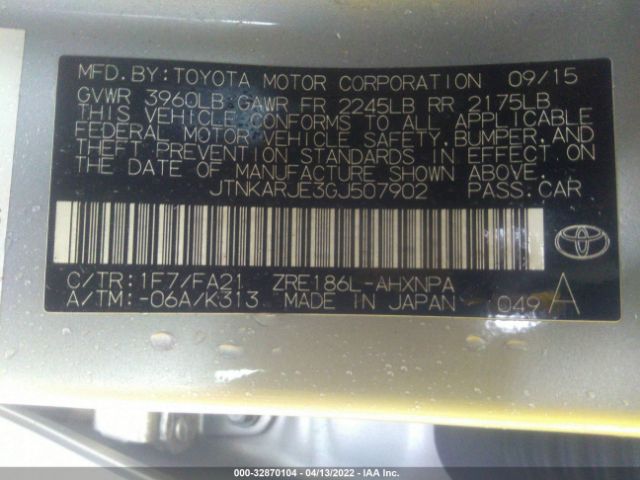 MFD.BY:TOYOTA MOTOR CORPORATION 09/15
GVWR 3960LB GAWR FR 2245LB RR 2175LB
THIS VEHICLE CONFORMS TO ALL APPLICABLE
FEDERAL MOTOR VEHICLE SAFETY,BUMPER,AND
THEFT PREVENTION STANDARDS IN EFFECT ON
THE DATE OF MANUFACTURE SHOWN ABOVE.
JTNKARJE3GJ507902 PASS.CAR
C/TR:1F7/FA21 ZRE186L-AHXNPA
A/TM:-06A/K313 MADE IN JAPAN 049 A
TOYOTA
000-32870104 - 04/13/2022 - IAA Inc.